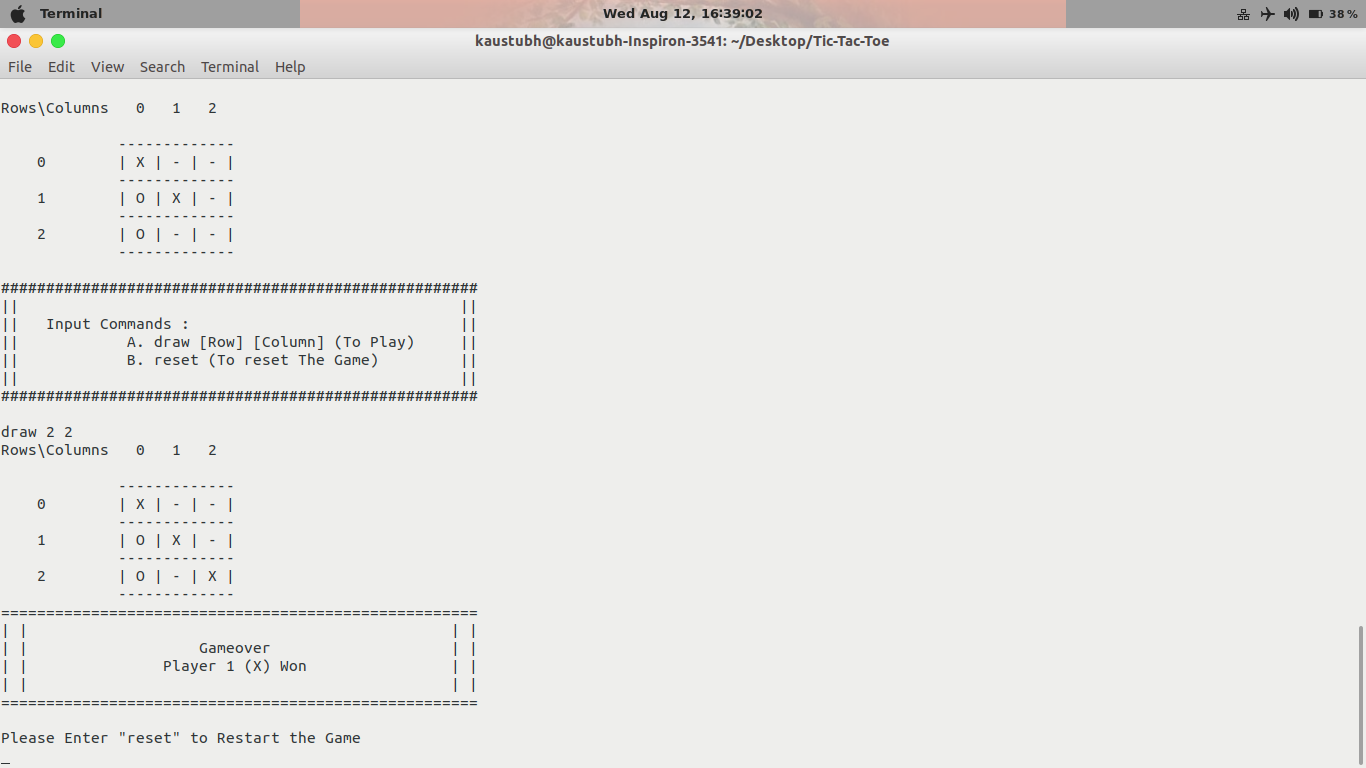 Terminal Wed Aug 12, 16:39:02 38%
kaustubh@kaustubh-Inspiron-3541: ~/Desktop/Tic-Tac-Toe
File Edit View Search Terminal Help
Rows\Columns   0   1   2
             -------------
    0        | X | - | - |
             -------------
    1        | O | X | - |
             -------------
    2        | O | - | - |
             -------------
#####################################################
||                                                 ||
||   Input Commands :                              ||
||            A. draw [Row] [Column] (To Play)     ||
||            B. reset (To reset The Game)         ||
||                                                 ||
#####################################################
draw 2 2
Rows\Columns   0   1   2
             -------------
    0        | X | - | - |
             -------------
    1        | O | X | - |
             -------------
    2        | O | - | X |
             -------------
=====================================================
| |                                               | |
| |                   Gameover                    | |
| |               Player 1 (X) Won                | |
| |                                               | |
=====================================================
Please Enter "reset" to Restart the Game
_